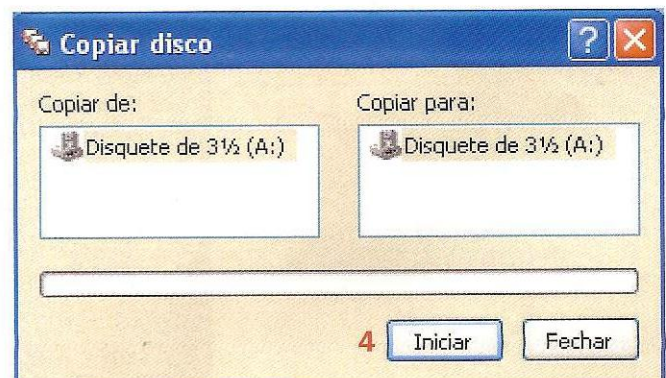 Copiar disco
Copiar de:
Copiar para:
Disquete de 3½ (A:)
Disquete de 3½ (A:)
4
Iniciar
Fechar